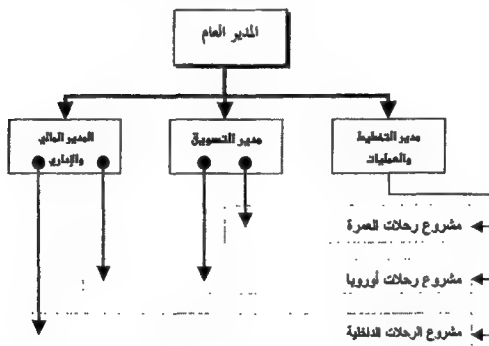 المدير العام
مدير التخطيط
والعمليات
مدير التسويق
المدير المالي
والإداري
مشروع رحلات العمرة
مشروع رحلات أوروبا
مشروع الرحلات الداخلية